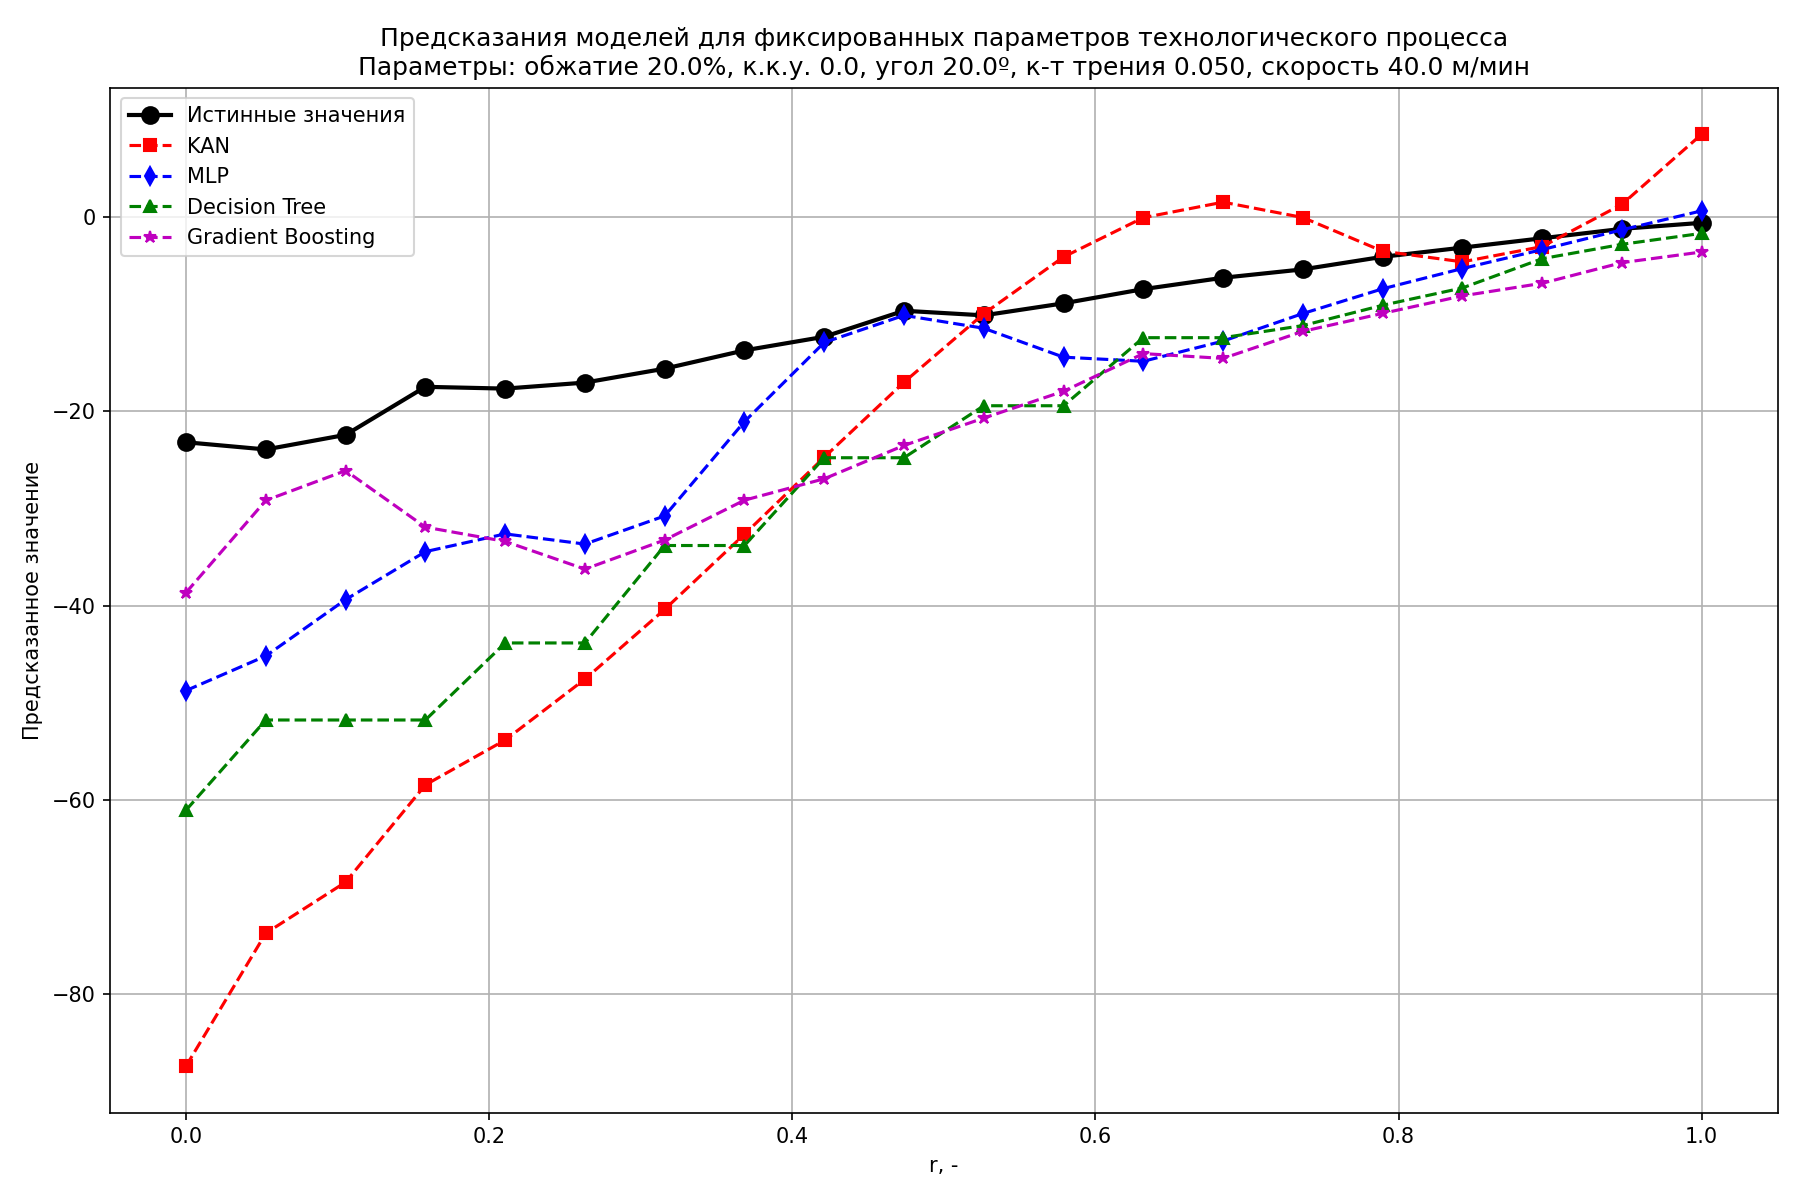 Предсказания моделей для фиксированных параметров технологического процесса
Параметры: обжатие 20.0%, к.к.у. 0.0, угол 20.0º, к-т трения 0.050, скорость 40.0 м/мин
Истинные значения
KAN
MLP
Decision Tree
Gradient Boosting
Предсказанное значение
0
−20
−40
−60
−80
0.0
0.2
0.4
0.6
0.8
1.0
r, -